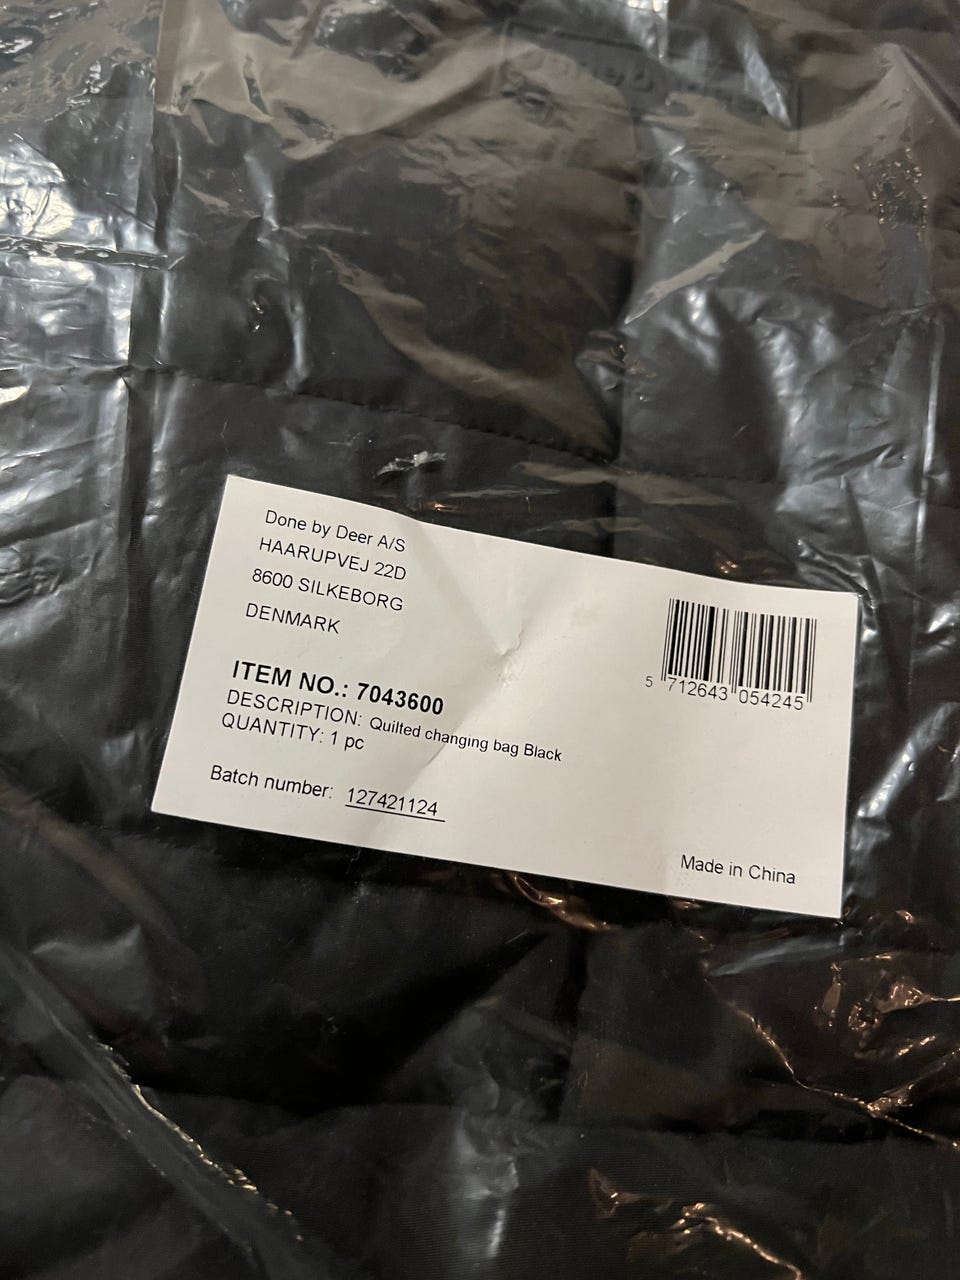 Done by Deer A/S
HAARUPVEJ 22D
8600 SILKEBORG
DENMARK
ITEM NO.: 7043600
DESCRIPTION: Quilted changing bag Black
QUANTITY: 1 pc
Batch number: 127421124
5 712643 054245
Made in China